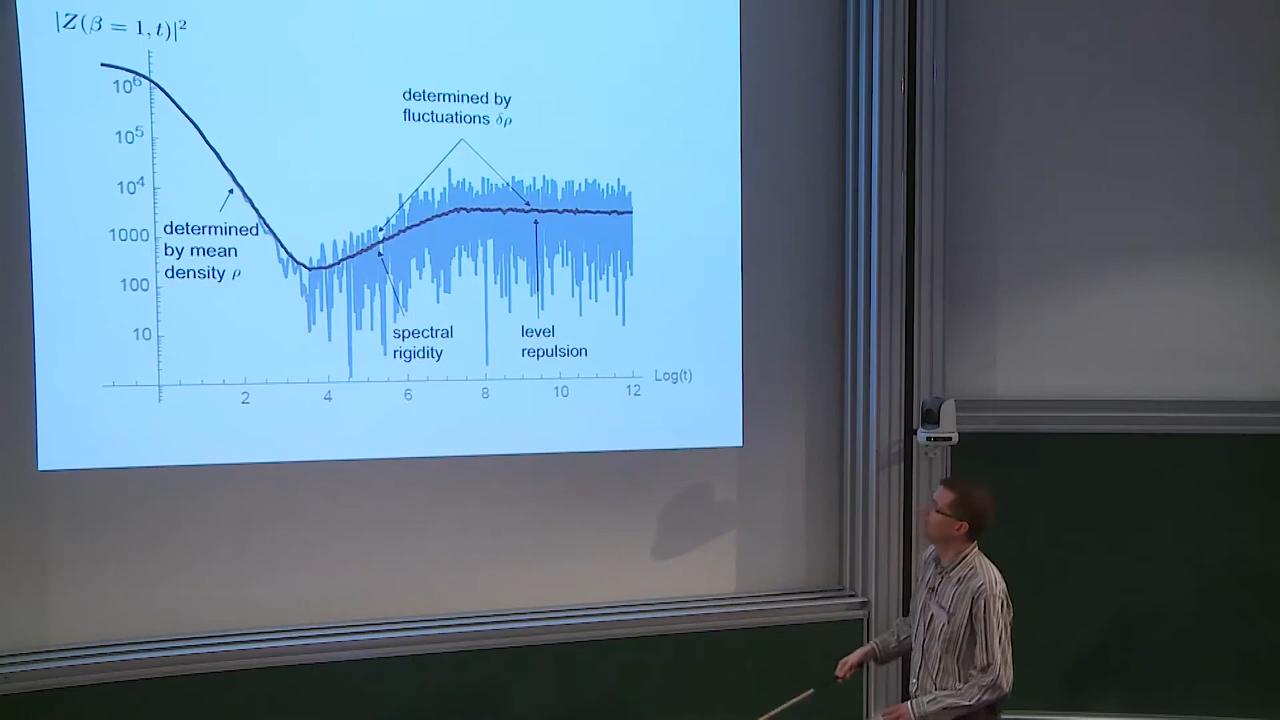 |Z(β = 1, t)|²
10⁶
10⁵
10⁴
1000
100
10
determined by
fluctuations δρ
determined
by mean
density ρ
spectral
rigidity
level
repulsion
2 4 6 8 10 12
Log(t)